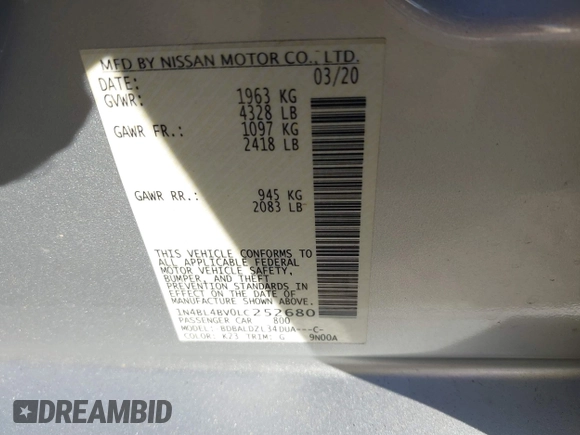 MFD BY NISSAN MOTOR CO., LTD.
DATE: 03/20
GVWR: 1963 KG
4328 LB
GAWR FR.: 1097 KG
2418 LB
GAWR RR.: 945 KG
2083 LB
THIS VEHICLE CONFORMS TO
ALL APPLICABLE FEDERAL
MOTOR VEHICLE SAFETY,
BUMPER, AND THEFT
PREVENTION STANDARDS
IN EFFECT ON THE DATE OF
MANUFACTURE SHOWN ABOVE.
1N4BL4BV0LC252680
PASSENGER CAR 800
MODEL: BDBALDZL34DUA---C-
COLOR: K23 TRIM: G 9N00A
DREAMBID